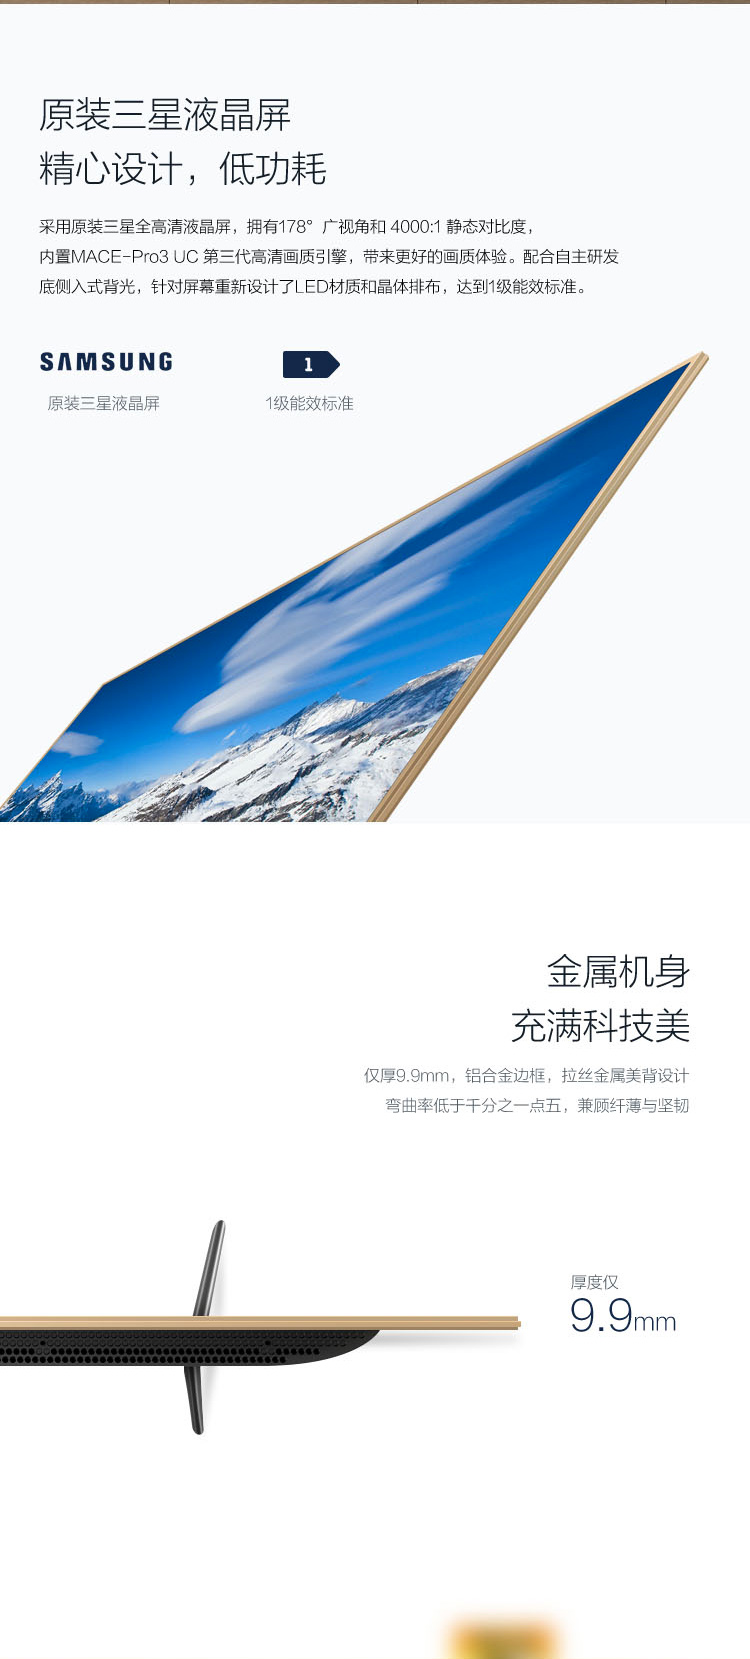 原装三星液晶屏
精心设计，低功耗
采用原装三星全高清液晶屏，拥有178°广视角和 4000:1 静态对比度，
内置MACE-Pro3 UC 第三代高清画质引擎，带来更好的画质体验。配合自主研发
底侧入式背光，针对屏幕重新设计了LED材质和晶体排布，达到1级能效标准。
SAMSUNG
1
原装三星液晶屏
1级能效标准
金属机身
充满科技美
仅厚9.9mm，铝合金边框，拉丝金属美背设计
弯曲率低于千分之一点五，兼顾纤薄与坚韧
厚度仅
9.9mm